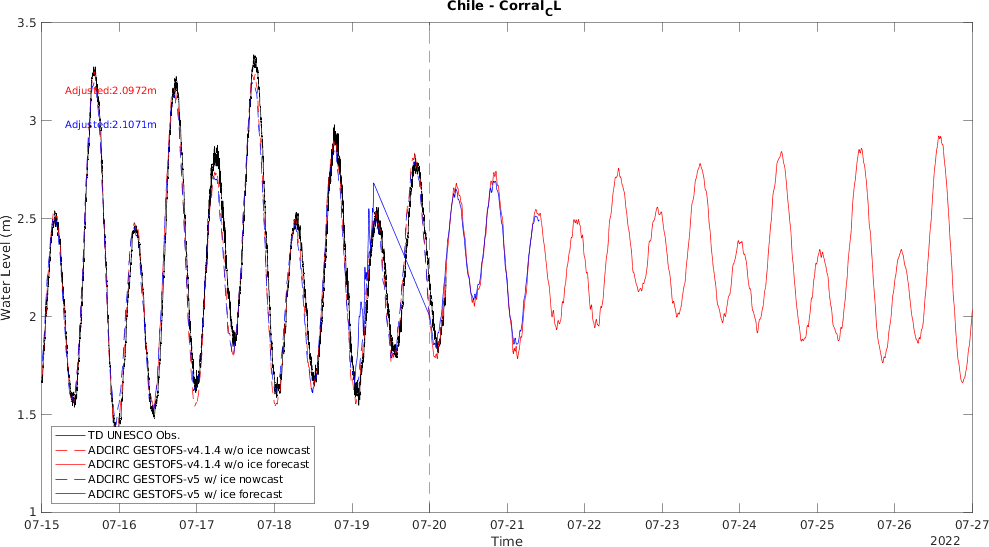 Chile - Corral_CL
3.5
3
2.5
2
1.5
1
Water Level (m)
Adjusted:2.0972m
Adjusted:2.1071m
TD UNESCO Obs.
ADCIRC GESTOFS-v4.1.4 w/o ice nowcast
ADCIRC GESTOFS-v4.1.4 w/o ice forecast
ADCIRC GESTOFS-v5 w/ ice nowcast
ADCIRC GESTOFS-v5 w/ ice forecast
07-15 07-16 07-17 07-18 07-19 07-20 07-21 07-22 07-23 07-24 07-25 07-26 07-27
Time
2022